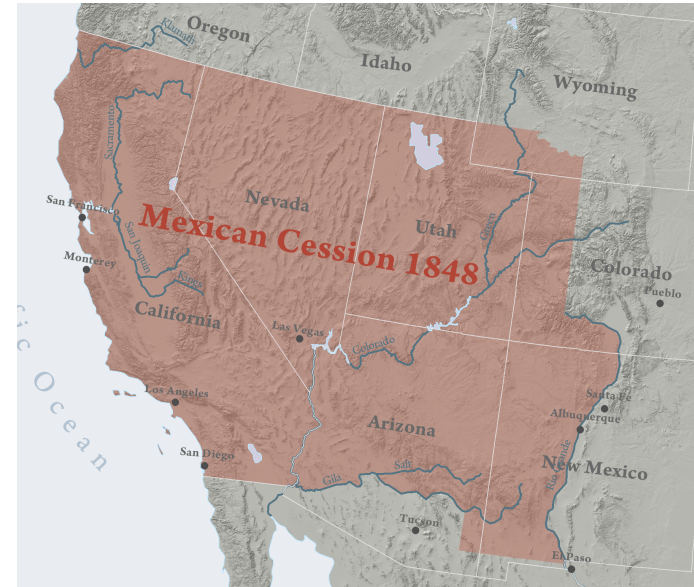 Oregon
Klamath
Idaho
Wyoming
Sacramento
Nevada
Utah
Green
San Francisco
Mexican Cession 1848
San Joaquin
Kings
Monterey
Colorado
Pueblo
California
Las Vegas
Colorado
fic Ocean
Los Angeles
Santa Fe
Albuquerque
Arizona
San Diego
Rio Grande
New Mexico
Gila
Salt
Tucson
El Paso